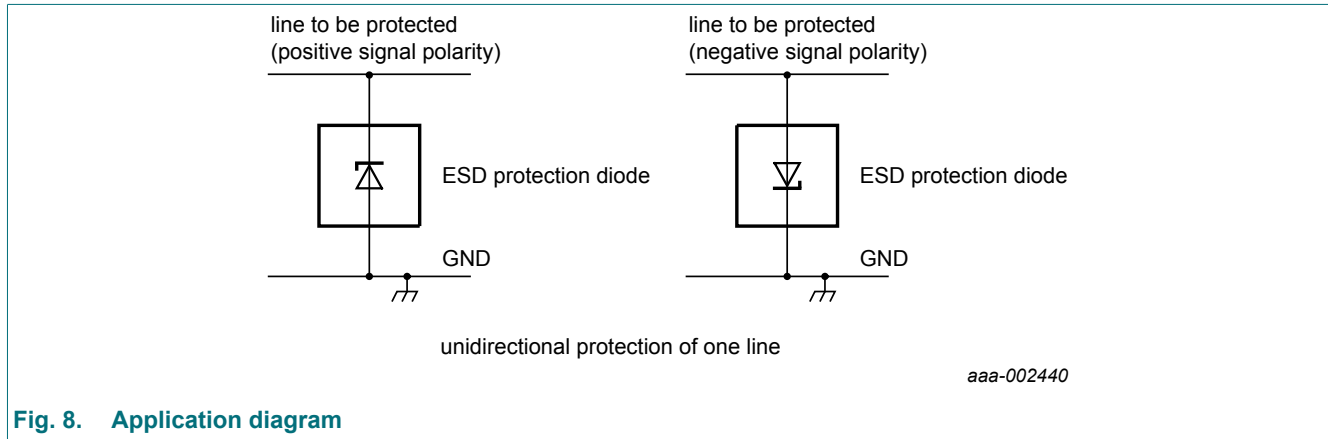 line to be protected
(positive signal polarity)
ESD protection diode
GND
line to be protected
(negative signal polarity)
ESD protection diode
GND
unidirectional protection of one line
aaa-002440
Fig. 8. Application diagram